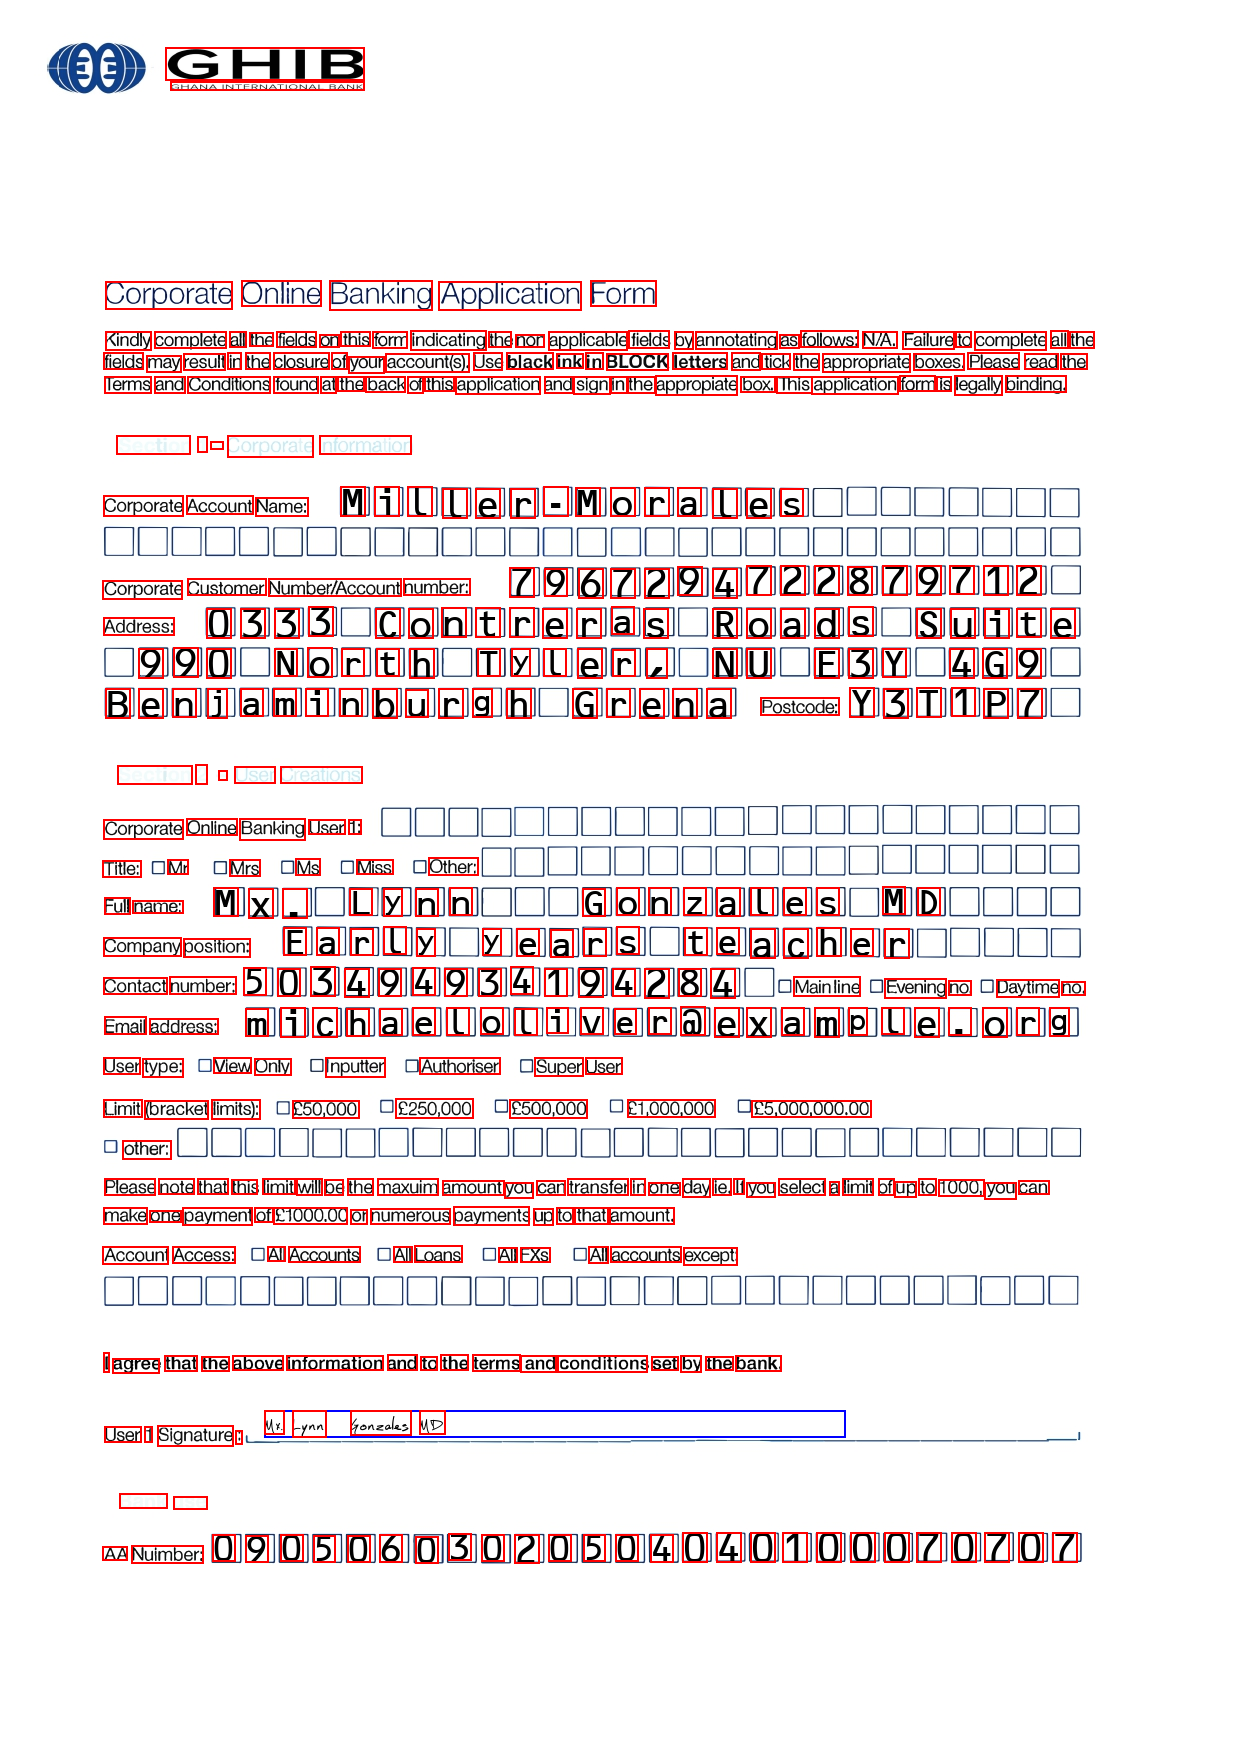 GHIB
GHANA INTERNATIONAL BANK
Corporate Online Banking Application Form
Kindly complete all the fields on this form indicating the non applicable fields by annotating as follows: N/A. Failure to complete all the
fields may result in the closure of your account(s). Use black ink in BLOCK letters and tick the appropriate boxes. Please read the
Terms and Conditions found at the back of this application and sign in the appropiate box. This application form is legally binding.
Section - Corporate Information
Corporate Account Name: Miller-Morales
Corporate Customer Number/Account number: 7967294722879712
Address: 0333 Contreras Roads Suite
990 North Tyler, NU E3Y 4G9
Benjaminburgh Grena Postcode: Y3T1P7
Section - User Creations
Corporate Online Banking User 1:
Title: Mr Mrs Ms Miss Other:
Full name: Mx. Lynn Gonzales MD
Company position: Early years teacher
Contact number: 503494934194284 Main line Evening no Daytime no.
Email address: michaeloliver@example.org
User type: View Only Inputter Authoriser Super User
Limit (bracket limits): £50,000 £250,000 £500,000 £1,000,000 £5,000,000.00
other:
Please note that this limit will be the maxuim amount you can transfer in one day ie. If you select a limit of up to 1000, you can
make one payment of £1000.00 or numerous payments up to that amount.
Account Access: All Accounts All Loans All FXs All accounts except
I agree that the above information and to the terms and conditions set by the bank.
User 1 Signature : Mx. Lynn Gonzales MD
AA Nuimber: 09050603020504040100070707